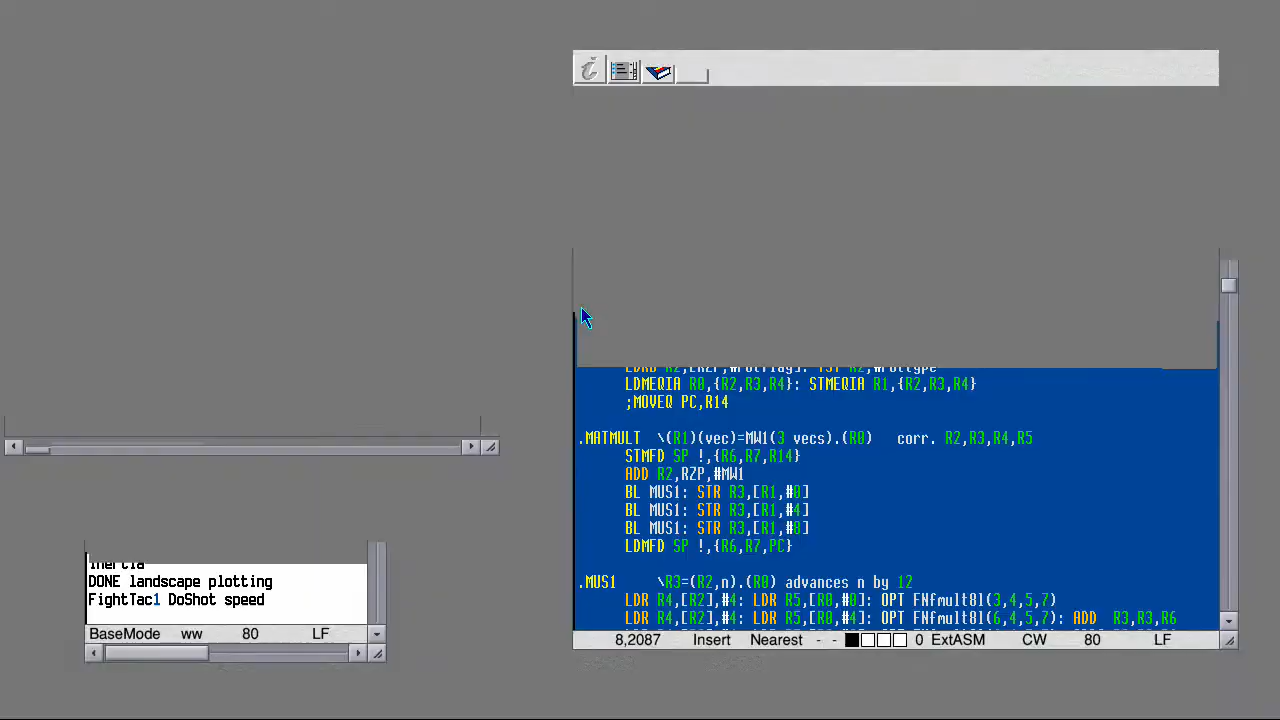 LDMEQIA R0,{R2,R3,R4}: STMEQIA R1,{R2,R3,R4}
;MOVEQ PC,R14
.MATMULT \(R1)(vec)=MW1(3 vecs).(R0) corr. R2,R3,R4,R5
STMFD SP !,{R6,R7,R14}
ADD R2,RZP,#MW1
BL MUS1: STR R3,[R1,#0]
BL MUS1: STR R3,[R1,#4]
BL MUS1: STR R3,[R1,#8]
LDMFD SP !,{R6,R7,PC}
.MUS1 \R3=(R2,n).(R0) advances n by 12
LDR R4,[R2],#4: LDR R5,[R0,#0]: OPT FNfmult8l(3,4,5,7)
LDR R4,[R2],#4: LDR R5,[R0,#4]: OPT FNfmult8l(6,4,5,7): ADD R3,R3,R6
8,2087 Insert Nearest - - 0 ExtASM CW 80 LF
Inertia
DONE landscape plotting
FightTac1 DoShot speed
BaseMode ww 80 LF